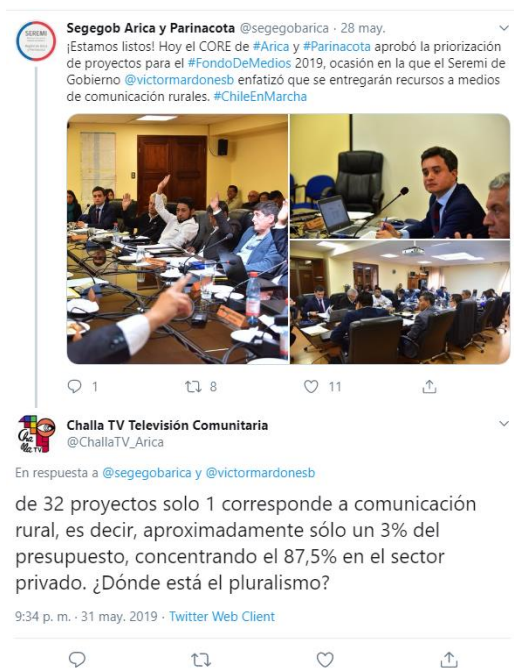 SEREMI
Segegob Arica y Parinacota @segegobarica · 28 may.
¡Estamos listos! Hoy el CORE de #Arica y #Parinacota aprobó la priorización
de proyectos para el #FondoDeMedios 2019, ocasión en la que el Seremi de
Gobierno @victormardonesb enfatizó que se entregarán recursos a medios
de comunicación rurales. #ChileEnMarcha
1 8 11
Challa TV
Challa TV Televisión Comunitaria
@ChallaTV_Arica
En respuesta a @segegobarica y @victormardonesb
de 32 proyectos solo 1 corresponde a comunicación
rural, es decir, aproximadamente sólo un 3% del
presupuesto, concentrando el 87,5% en el sector
privado. ¿Dónde está el pluralismo?
9:34 p. m. · 31 may. 2019 · Twitter Web Client